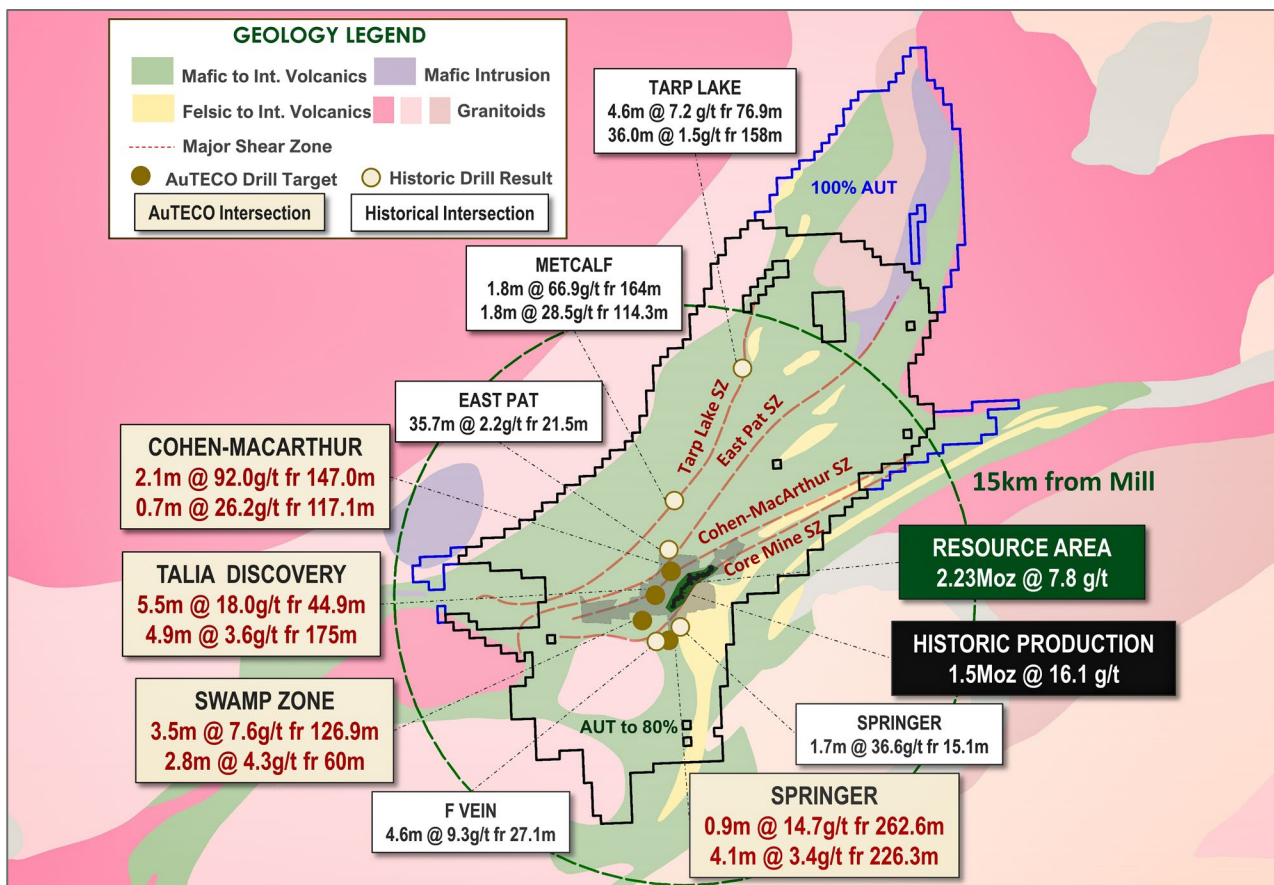 GEOLOGY LEGEND
Mafic to Int. Volcanics
Mafic Intrusion
Felsic to Int. Volcanics
Granitoids
Major Shear Zone
AuTECO Drill Target
Historic Drill Result
AuTECO Intersection
Historical Intersection
TARP LAKE
4.6m @ 7.2 g/t fr 76.9m
36.0m @ 1.5g/t fr 158m
100% AUT
METCALF
1.8m @ 66.9g/t fr 164m
1.8m @ 28.5g/t fr 114.3m
EAST PAT
35.7m @ 2.2g/t fr 21.5m
Tarp Lake SZ
East Pat SZ
Cohen-MacArthur SZ
Core Mine SZ
15km from Mill
COHEN-MACARTHUR
2.1m @ 92.0g/t fr 147.0m
0.7m @ 26.2g/t fr 117.1m
RESOURCE AREA
2.23Moz @ 7.8 g/t
TALIA DISCOVERY
5.5m @ 18.0g/t fr 44.9m
4.9m @ 3.6g/t fr 175m
HISTORIC PRODUCTION
1.5Moz @ 16.1 g/t
SWAMP ZONE
3.5m @ 7.6g/t fr 126.9m
2.8m @ 4.3g/t fr 60m
AUT to 80%
SPRINGER
1.7m @ 36.6g/t fr 15.1m
F VEIN
4.6m @ 9.3g/t fr 27.1m
SPRINGER
0.9m @ 14.7g/t fr 262.6m
4.1m @ 3.4g/t fr 226.3m